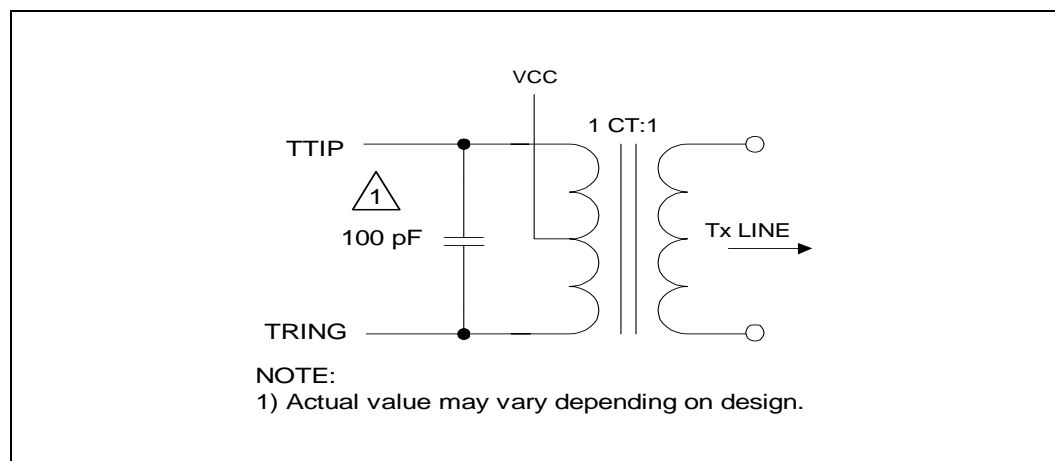 VCC
1 CT:1
TTIP
1
100 pF
Tx LINE
TRING
NOTE:
1) Actual value may vary depending on design.